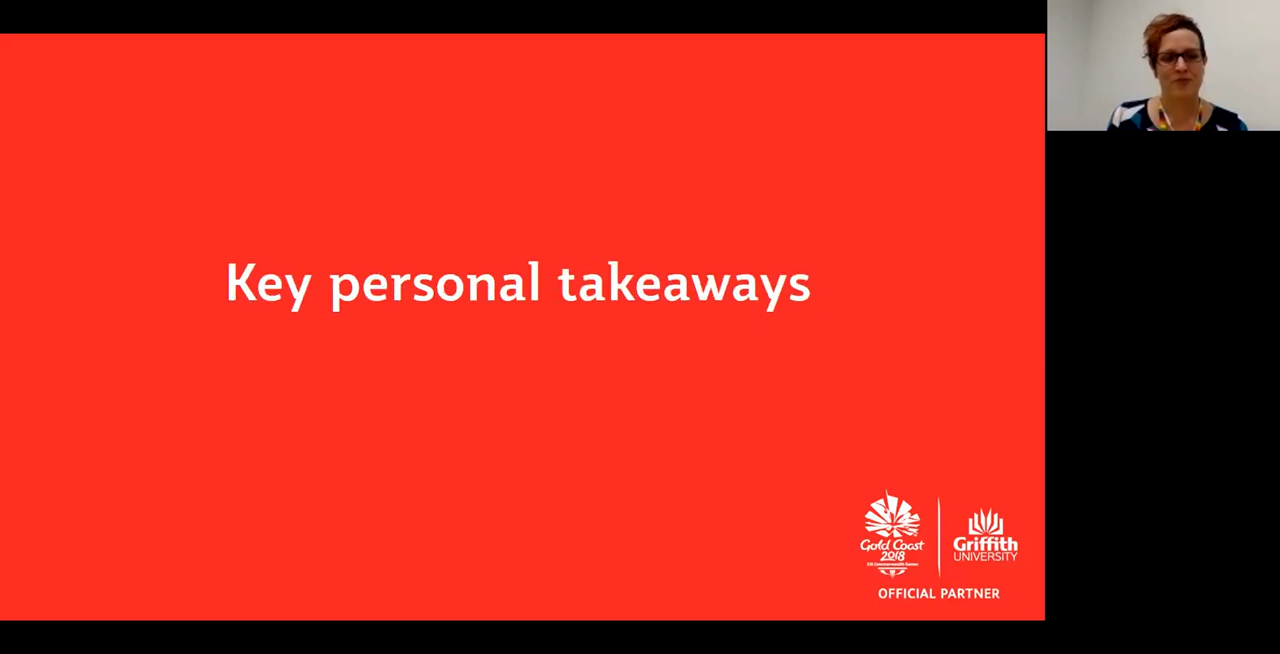 Key personal takeaways
Gold Coast
2018
XXI Commonwealth Games
Griffith
UNIVERSITY
OFFICIAL PARTNER